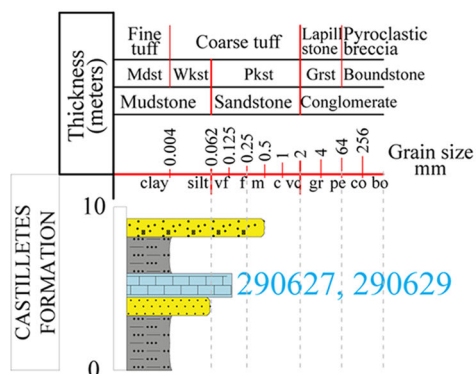 Thickness
(meters)
Fine
tuff
Coarse tuff
Lapill
stone
Pyroclastic
breccia
Mdst Wkst Pkst Grst Boundstone
Mudstone Sandstone Conglomerate
0.004 0.062 0.125 0.25 0.5 1 2 4 64 256
Grain size
mm
clay silt vf f m c vc gr pe co bo
CASTILLETES
FORMATION
10
290627, 290629
0